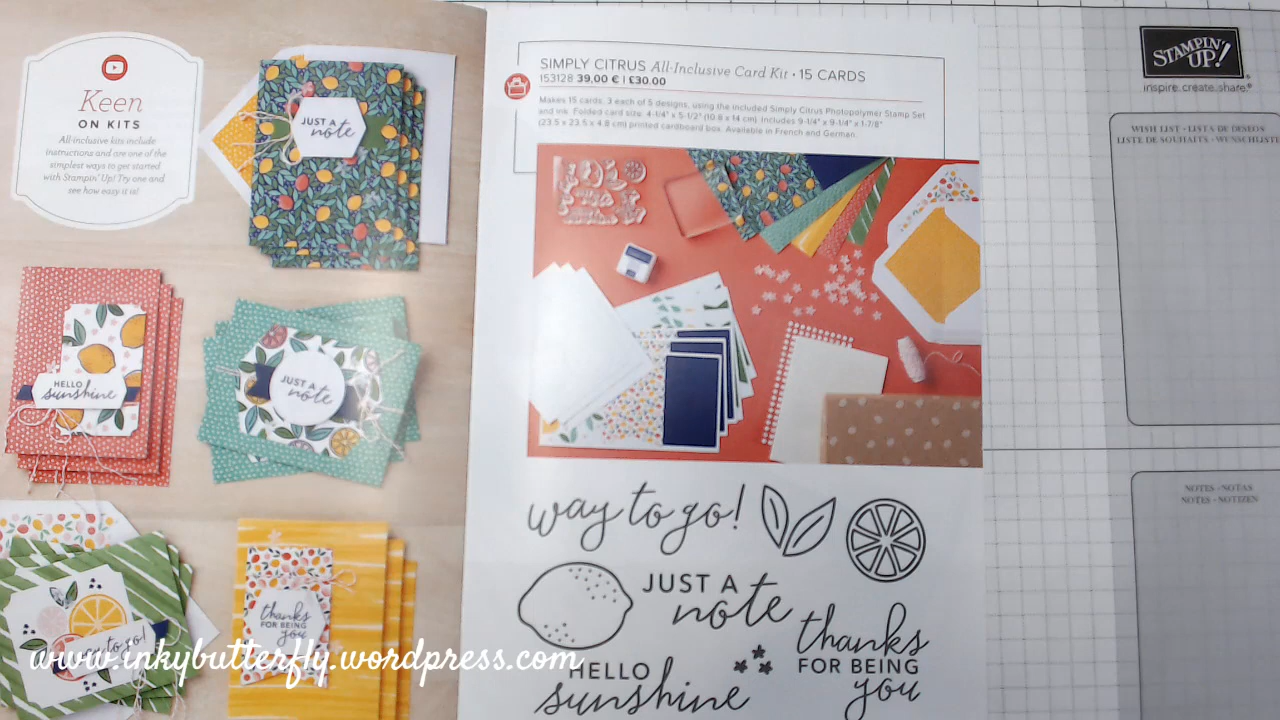 Keen
ON KITS
All-inclusive kits include
instructions and are one of the
simplest ways to get started
with Stampin' Up! Try one and
see how easy it is!
JUST A
note
HELLO
sunshine
JUST A
note
way to go!
thanks
FOR BEING
you
www.inkybutterfly.wordpress.com
SIMPLY CITRUS All-Inclusive Card Kit • 15 CARDS
153128 39,00 € | £30.00
Makes 15 cards, 3 each of 5 designs, using the included Simply Citrus Photopolymer Stamp Set
and ink. Folded card size: 4-1/4" x 5-1/2" (10.8 x 14 cm). Includes 9-1/4" x 9-1/4" x 1-7/8"
(23.5 x 23.5 x 4.8 cm) printed cardboard box. Available in French and German.
way to go!
JUST A
note
thanks
FOR BEING
you
HELLO
sunshine
STAMPIN'
UP!
inspire. create. share.
WISH LIST • LISTA DE DESEOS
LISTE DE SOUHAITS • WUNSCHLISTE
NOTES • NOTAS
NOTES • NOTIZEN